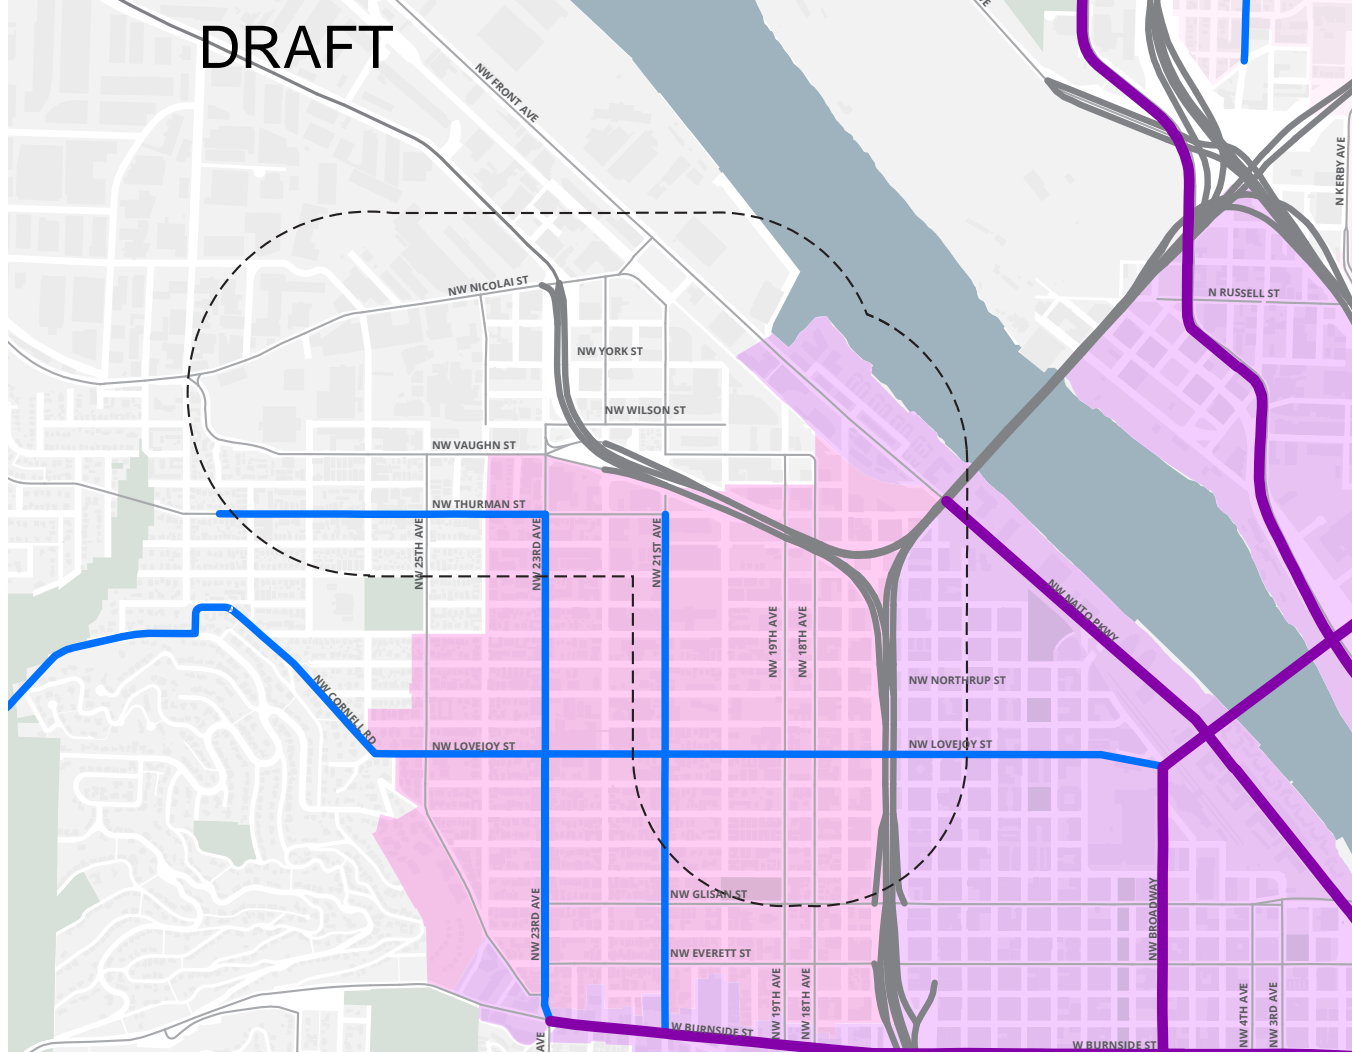 DRAFT
NW FRONT AVE
N KERBY AVE
NW NICOLAI ST
N RUSSELL ST
NW YORK ST
NW WILSON ST
NW VAUGHN ST
NW THURMAN ST
NW 25TH AVE
NW 23RD AVE
NW 21ST AVE
NW 19TH AVE
NW 18TH AVE
NW NAITO PKWY
NW NORTHRUP ST
NW CORNELL RD
NW LOVEJOY ST
NW LOVEJOY ST
NW GLISAN ST
NW 23RD AVE
NW BROADWAY
NW EVERETT ST
NW 19TH AVE
NW 18TH AVE
NW 4TH AVE
NW 3RD AVE
W BURNSIDE ST
AVE
W BURNSIDE ST